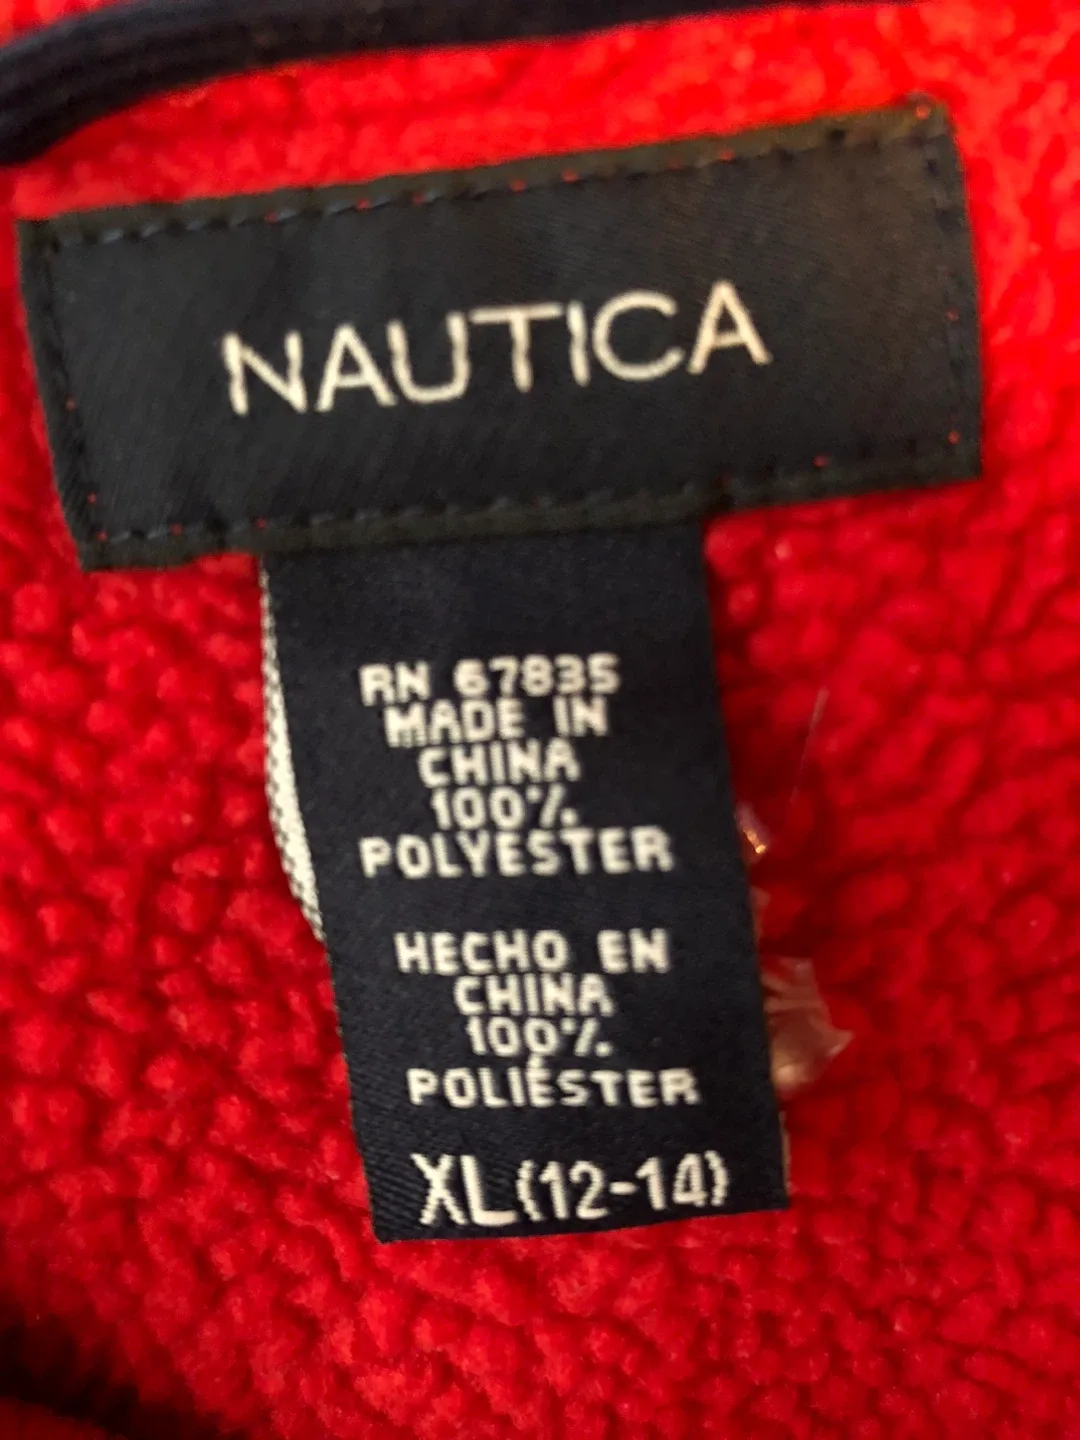 NAUTICA
RN 67835
MADE IN
CHINA
100%
POLYESTER
HECHO EN
CHINA
100%
POLIÉSTER
XL(12-14)